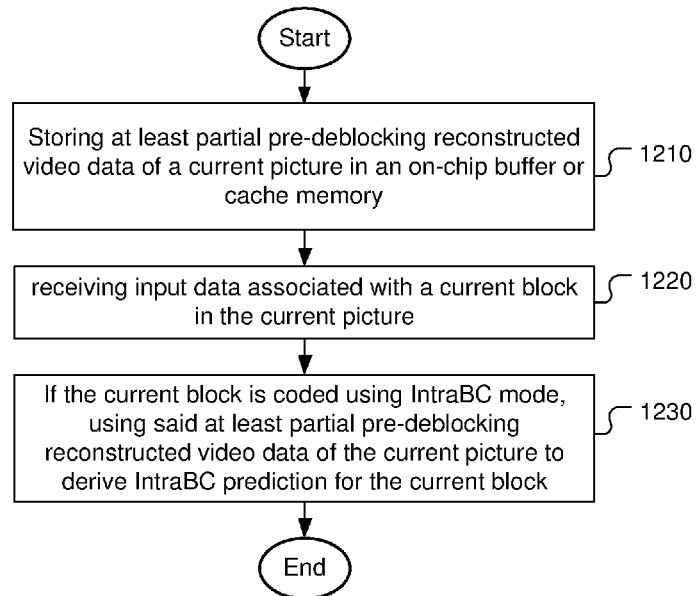 Start
Storing at least partial pre-deblocking reconstructed
video data of a current picture in an on-chip buffer or
cache memory
1210
receiving input data associated with a current block
in the current picture
1220
If the current block is coded using IntraBC mode,
using said at least partial pre-deblocking
reconstructed video data of the current picture to
derive IntraBC prediction for the current block
1230
End